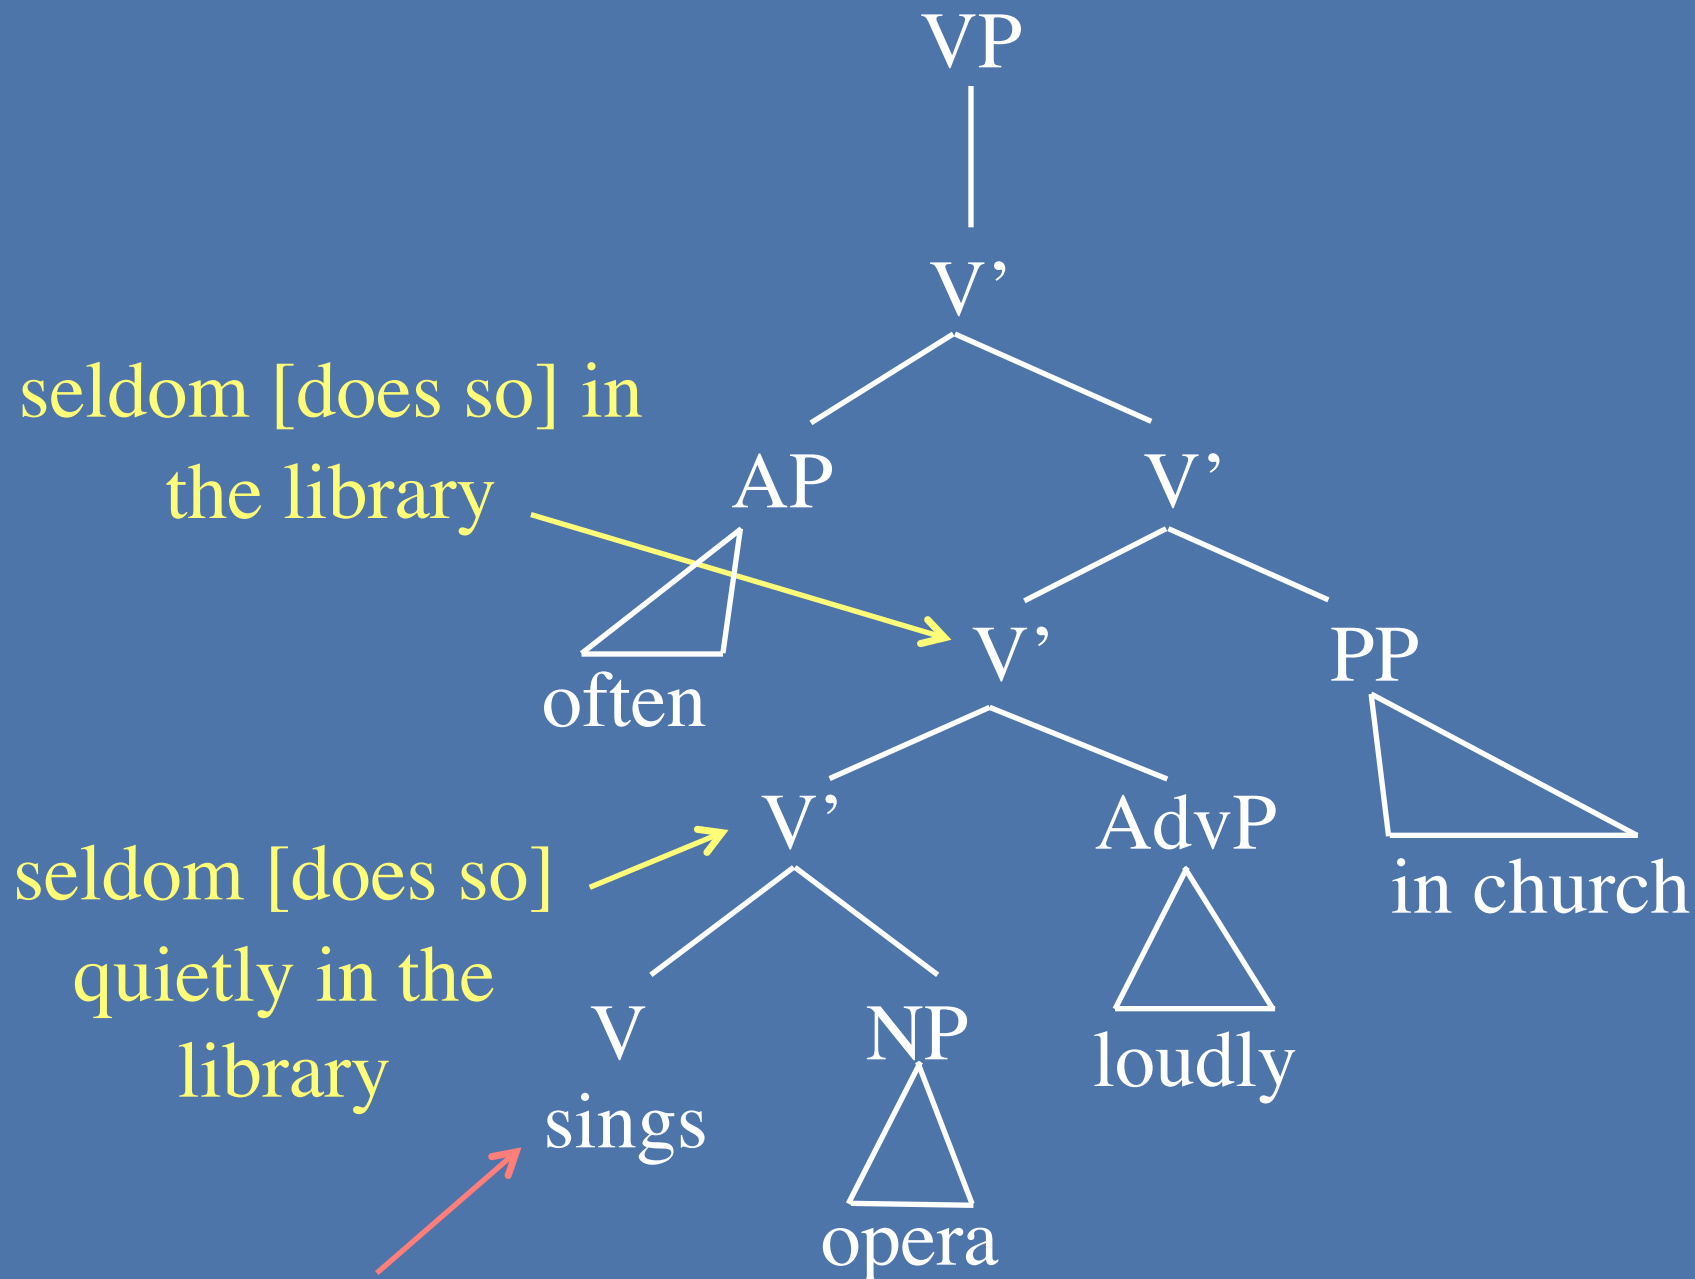 VP
V’
seldom [does so] in
the library
AP
V’
V’
PP
often
V’
AdvP
seldom [does so]
quietly in the
library
in church
V
NP
sings
loudly
opera